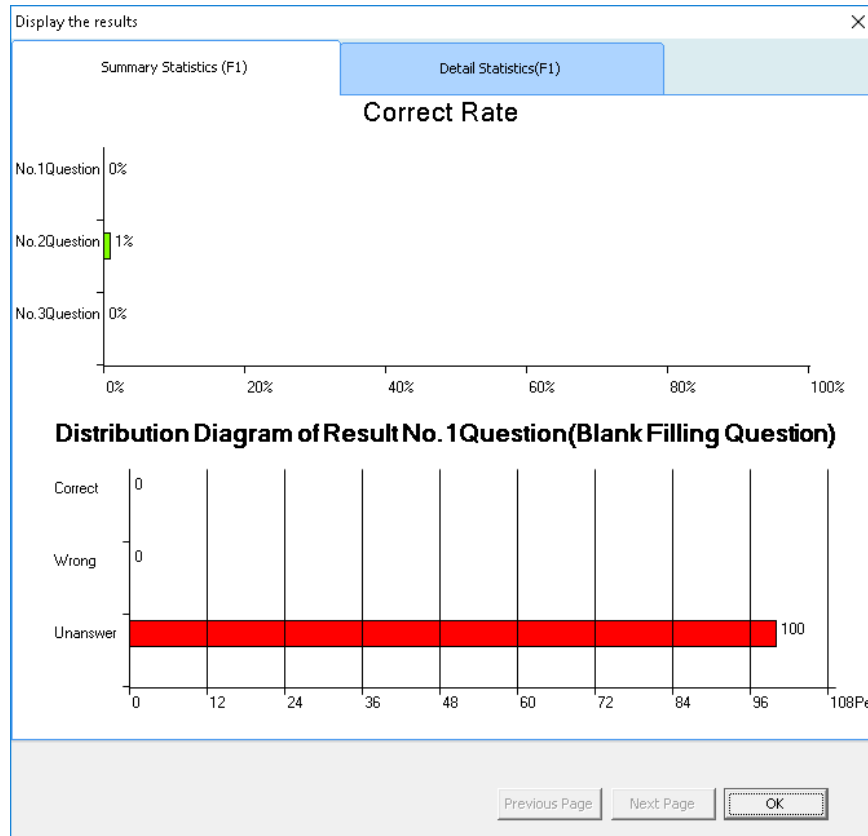 Display the results
Summary Statistics (F1)
Detail Statistics(F1)
Correct Rate
No.1Question 0%
No.2Question 1%
No.3Question 0%
0% 20% 40% 60% 80% 100%
Distribution Diagram of Result No.1Question(Blank Filling Question)
Correct 0
Wrong 0
Unanswer 100
0 12 24 36 48 60 72 84 96 108Pe
Previous Page Next Page OK